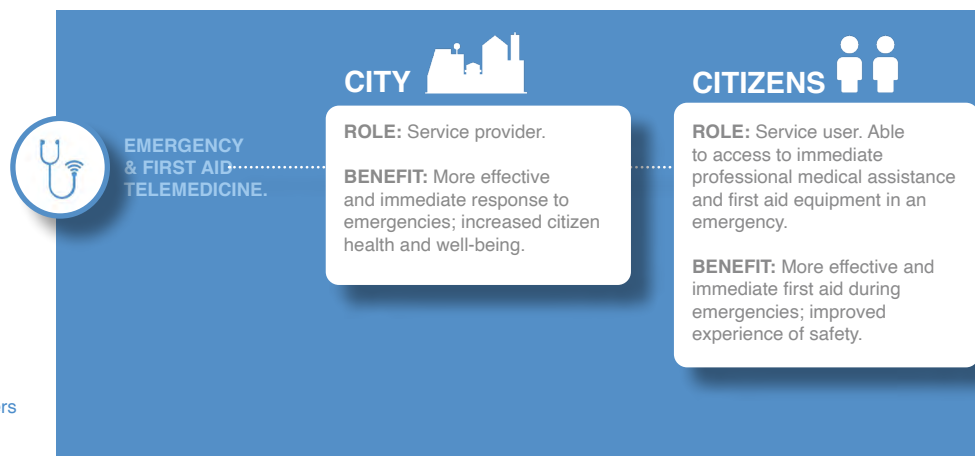 CITY
CITIZENS
EMERGENCY
& FIRST AID
TELEMEDICINE.
ROLE: Service provider.
BENEFIT: More effective
and immediate response to
emergencies; increased citizen
health and well-being.
ROLE: Service user. Able
to access to immediate
professional medical assistance
and first aid equipment in an
emergency.
BENEFIT: More effective and
immediate first aid during
emergencies; improved
experience of safety.
rs